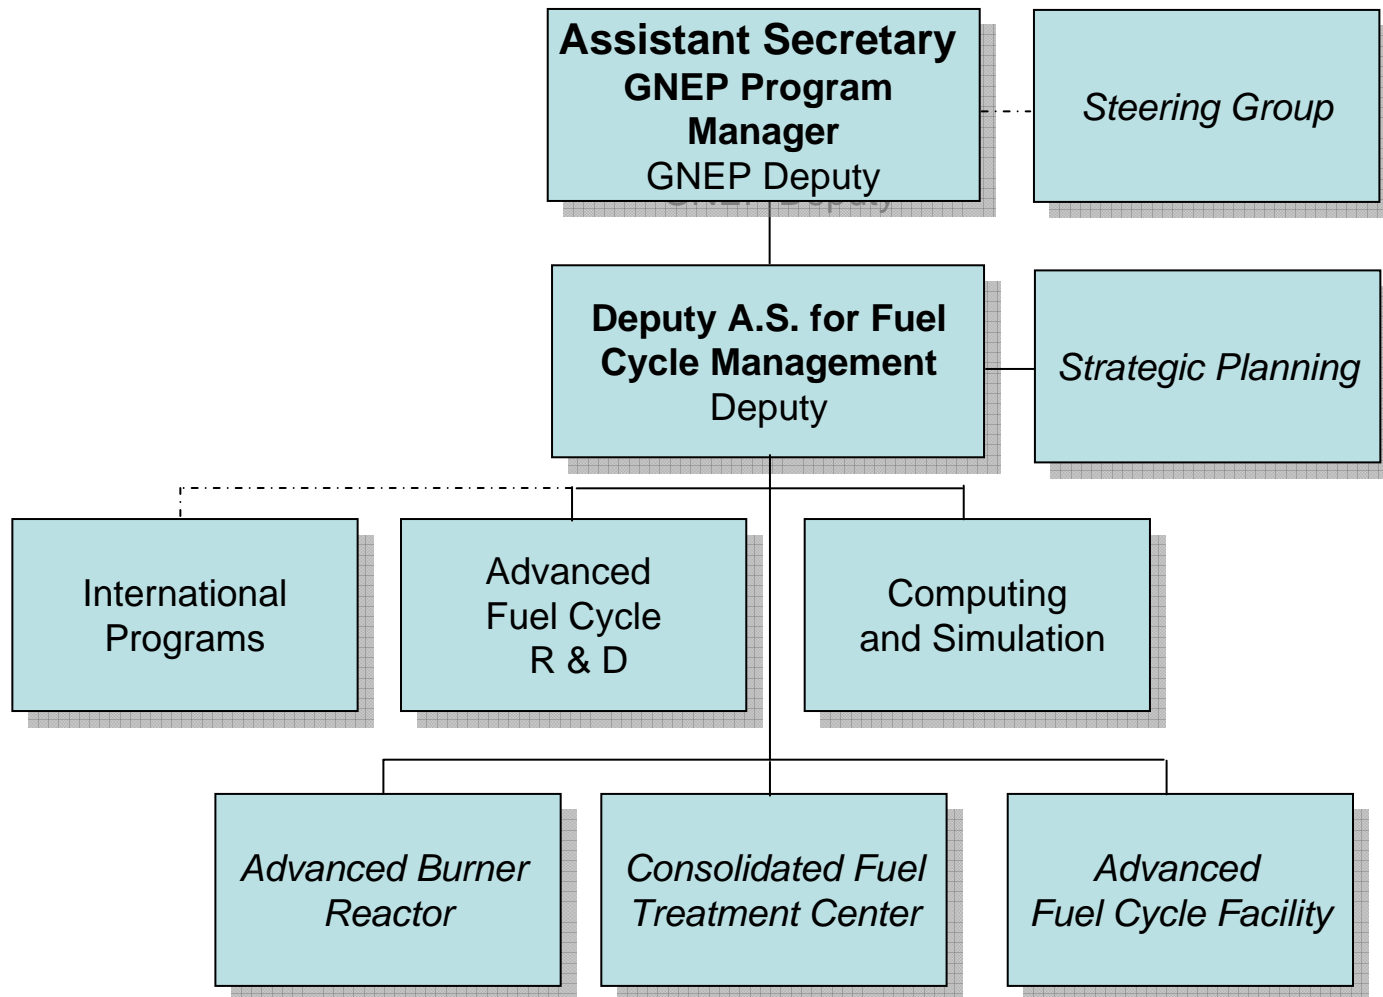 Assistant Secretary
GNEP Program
Manager
GNEP Deputy
Steering Group
Deputy A.S. for Fuel
Cycle Management
Deputy
Strategic Planning
International
Programs
Advanced
Fuel Cycle
R & D
Computing
and Simulation
Advanced Burner
Reactor
Consolidated Fuel
Treatment Center
Advanced
Fuel Cycle Facility